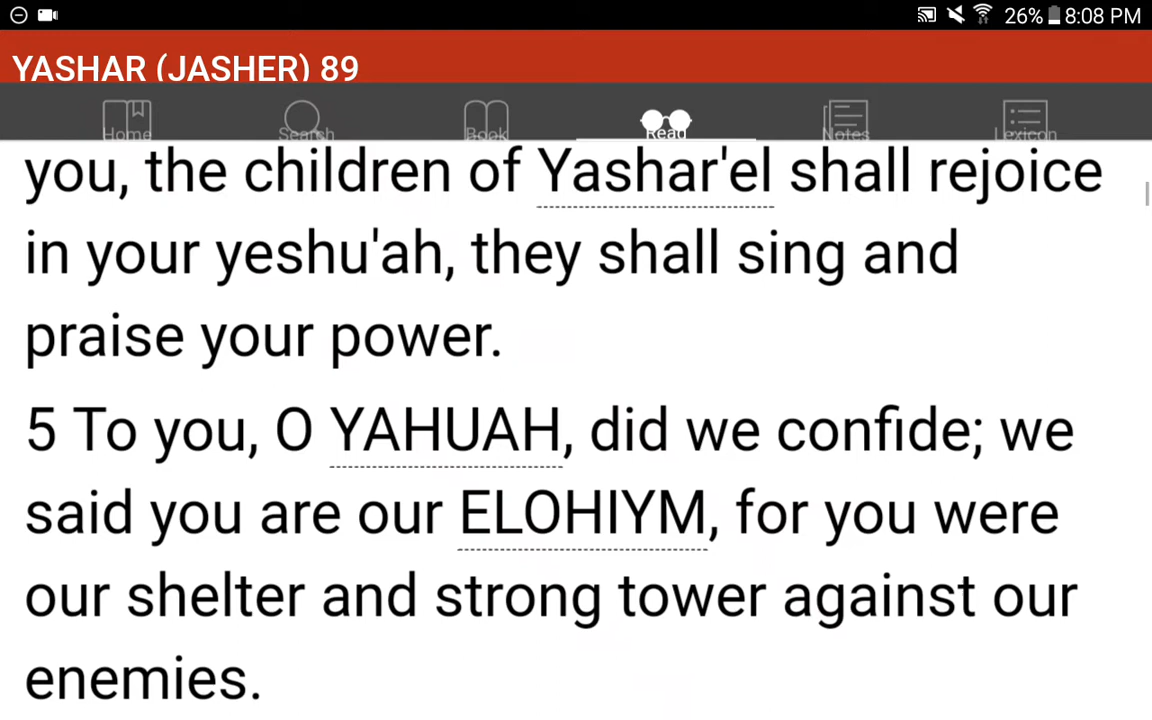 26% 8:08 PM
YASHAR (JASHER) 89
Home Search Book Read Notes Lexicon
you, the children of Yashar'el shall rejoice
in your yeshu'ah, they shall sing and
praise your power.
5 To you, O YAHUAH, did we confide; we
said you are our ELOHIYM, for you were
our shelter and strong tower against our
enemies.